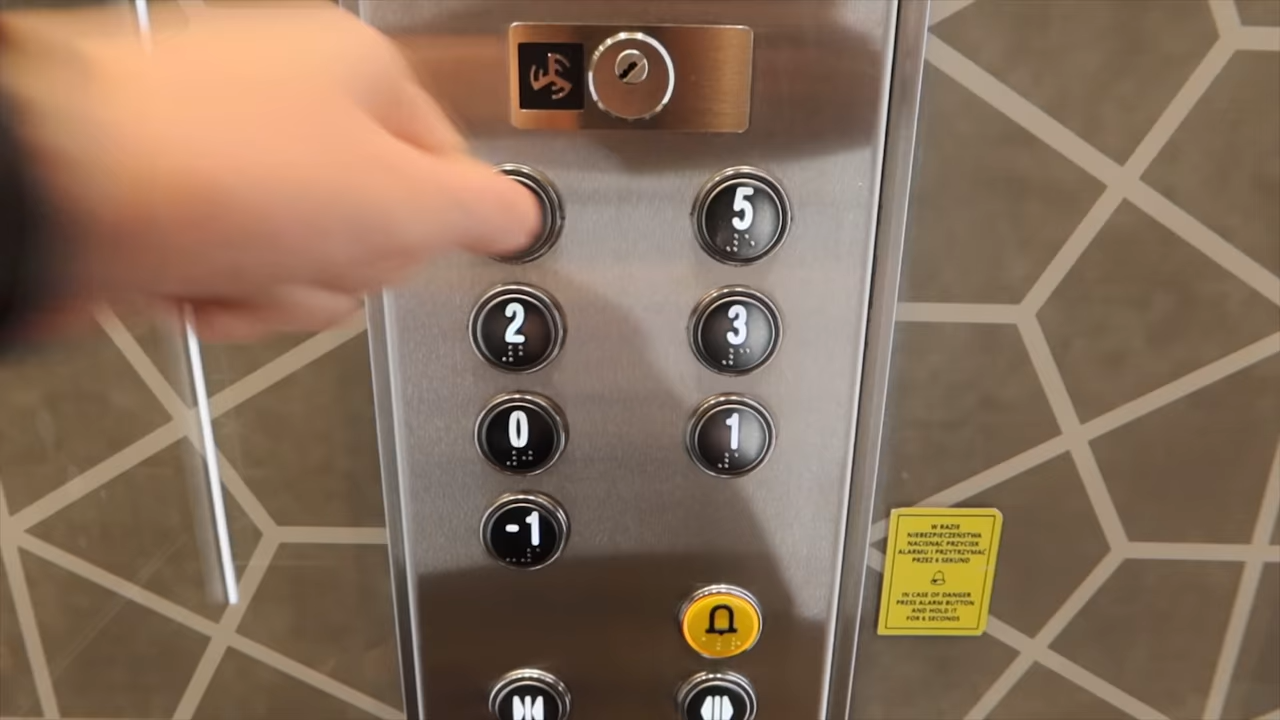 5
2 3
0 1
-1
W RAZIE
NIEBEZPIECZEŃSTWA
NACISNĄĆ PRZYCISK
ALARMU I PRZYTRZYMAĆ
PRZEZ 6 SEKUND
IN CASE OF DANGER
PRESS ALARM BUTTON
AND HOLD IT
FOR 6 SECONDS